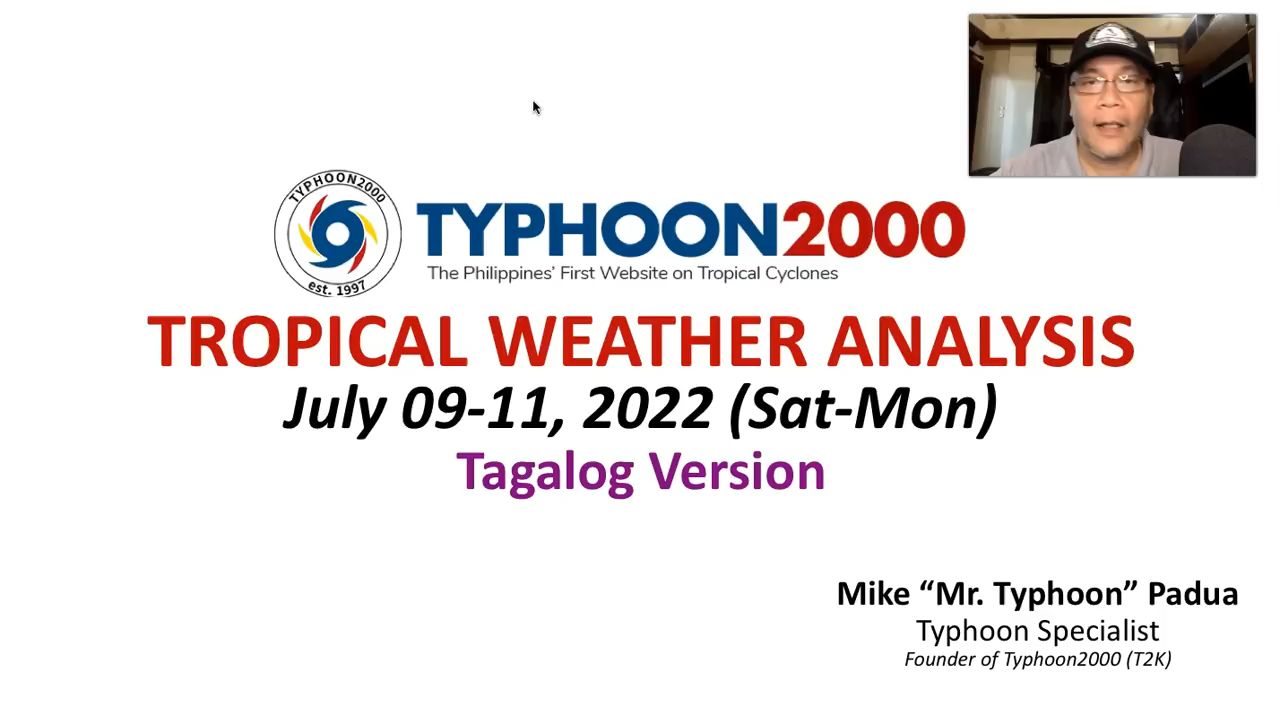 TYPHOON2000
est. 1997
TYPHOON2000
The Philippines' First Website on Tropical Cyclones
TROPICAL WEATHER ANALYSIS
July 09-11, 2022 (Sat-Mon)
Tagalog Version
Mike “Mr. Typhoon” Padua
Typhoon Specialist
Founder of Typhoon2000 (T2K)